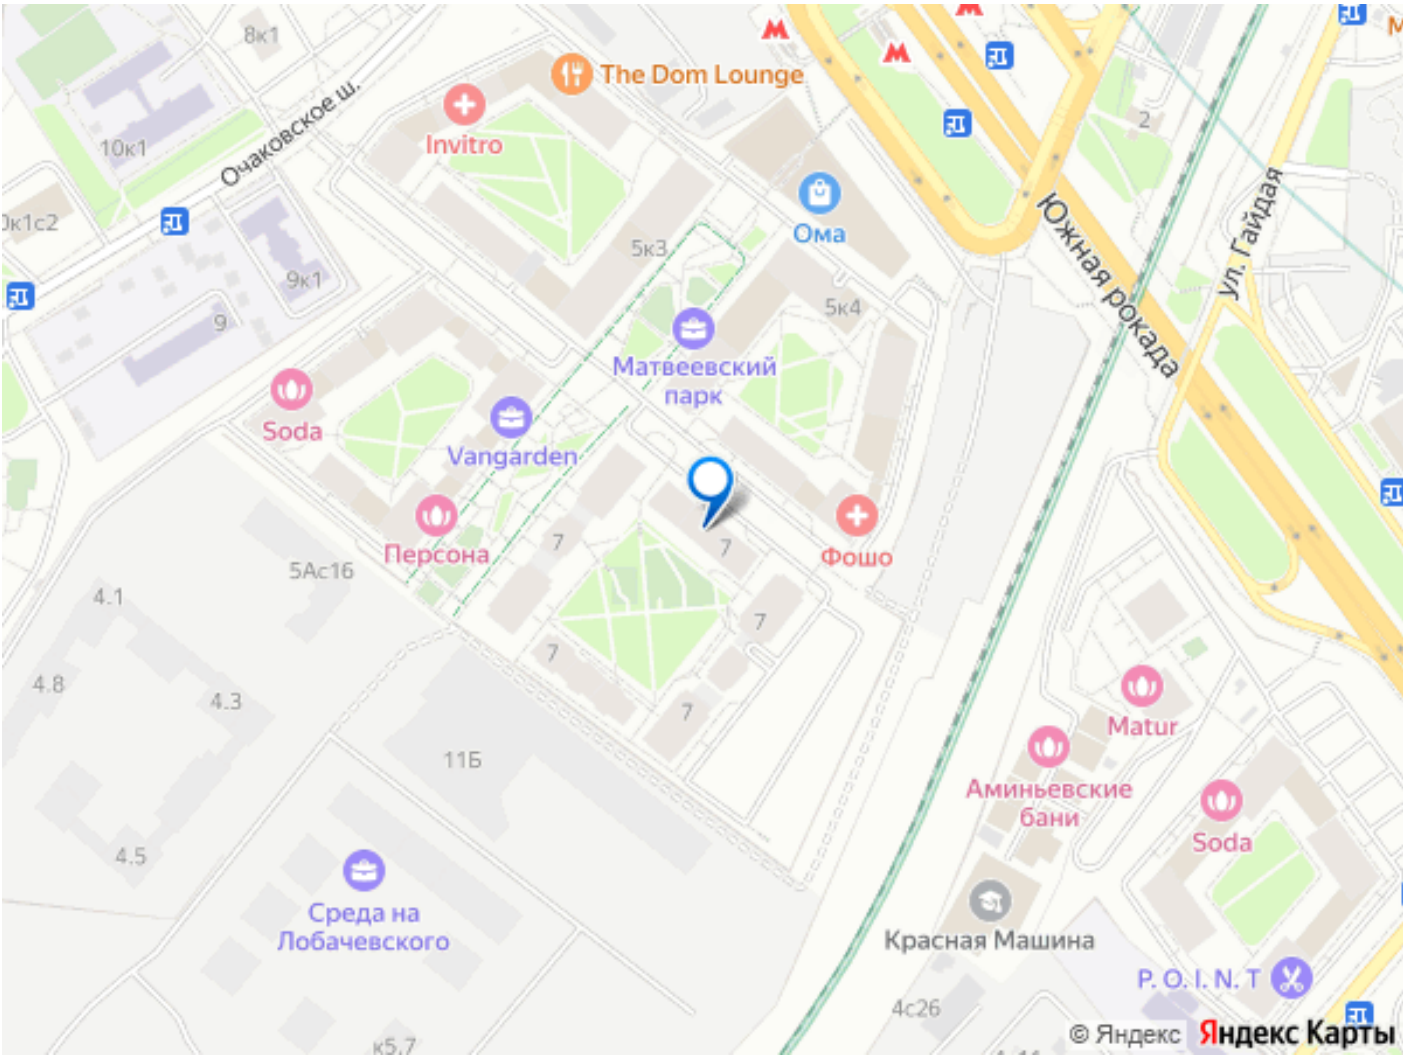 8к1
The Dom Lounge
Invitro
10к1
Очаковское ш.
2
0к1с2
Ома
Южная рокада
ул. Гайдая
5к3
9к1
9
5к4
Матвеевский
парк
Soda
Vangarden
Персона
7
7
Фошо
5Ас16
4.1
7
7
4.8
4.3
7
Matur
11Б
Аминьевские
бани
Soda
4.5
Среда на
Лобачевского
Красная Машина
P. O. I. N. T
4с26
к5.7
© Яндекс Яндекс Карты